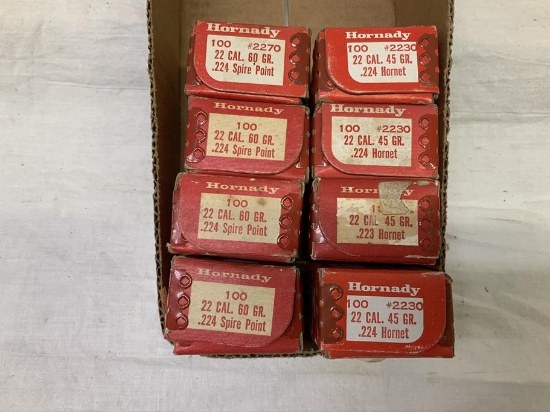 Hornady
100 #2270
22 CAL. 60 GR.
.224 Spire Point
Hornady
100 #2230
22 CAL. 45 GR.
.224 Hornet
Hornady
100
22 CAL. 60 GR.
.224 Spire Point
Hornady
100 #2230
22 CAL. 45 GR.
.224 Hornet
Hornady
100
22 CAL. 60 GR.
.224 Spire Point
Hornady
22 CAL 45 GR.
.223 Hornet
Hornady
100
22 CAL. 60 GR.
.224 Spire Point
Hornady
100 #2230
22 CAL. 45 GR.
.224 Hornet